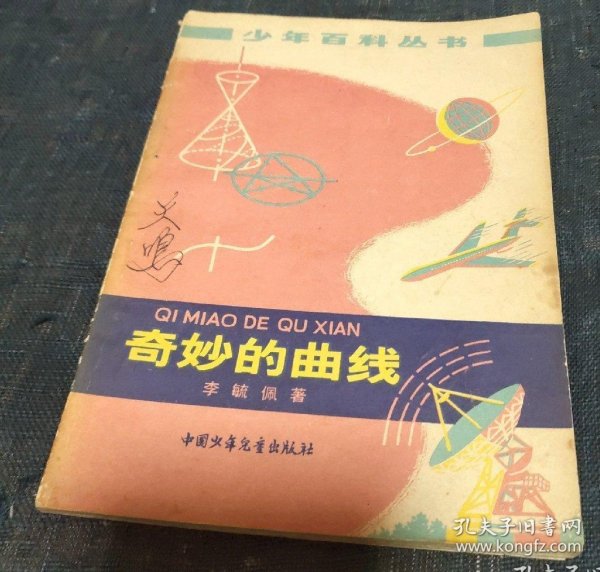 少年百科丛书
QI MIAO DE QU XIAN
奇妙的曲线
李毓佩著
中国少年儿童出版社
孔夫子旧书网
www.kongfz.com